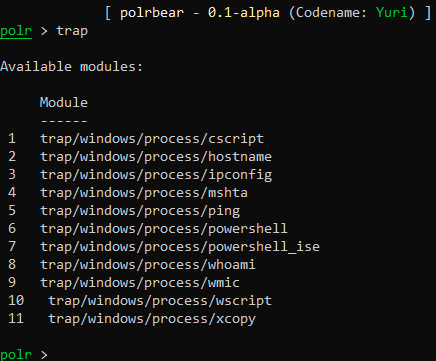 [ polrbear - 0.1-alpha (Codename: Yuri) ]
polr > trap
Available modules:
Module
------
1 trap/windows/process/cscript
2 trap/windows/process/hostname
3 trap/windows/process/ipconfig
4 trap/windows/process/mshta
5 trap/windows/process/ping
6 trap/windows/process/powershell
7 trap/windows/process/powershell_ise
8 trap/windows/process/whoami
9 trap/windows/process/wmic
10 trap/windows/process/wscript
11 trap/windows/process/xcopy
polr >